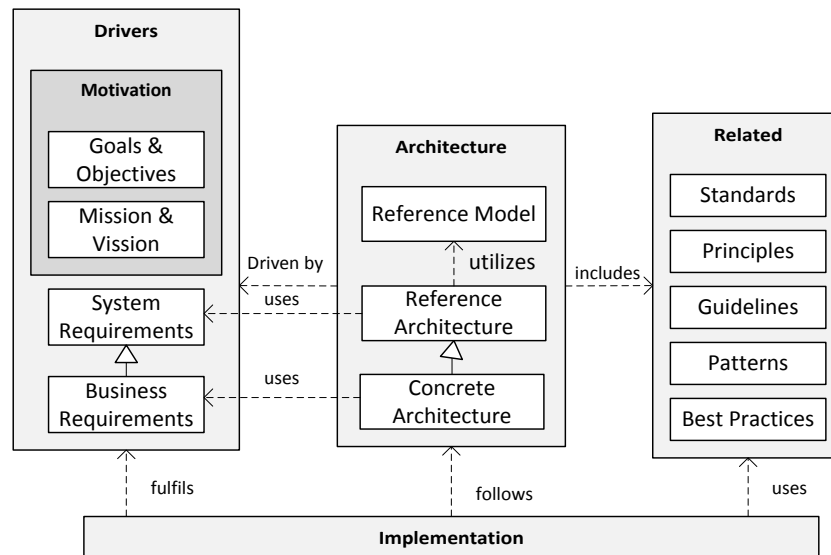 Drivers
Motivation
Goals &
Objectives
Mission &
Vission
System
Requirements
Business
Requirements
Driven by
uses
uses
Architecture
Reference Model
utilizes
Reference
Architecture
Concrete
Architecture
includes
Related
Standards
Principles
Guidelines
Patterns
Best Practices
fulfils
follows
uses
Implementation